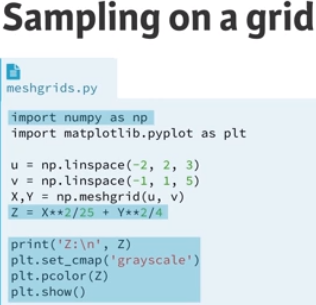 Sampling on a grid
meshgrids.py
import numpy as np
import matplotlib.pyplot as plt
u = np.linspace(-2, 2, 3)
v = np.linspace(-1, 1, 5)
X,Y = np.meshgrid(u, v)
Z = X**2/25 + Y**2/4
print('Z:\n', Z)
plt.set_cmap('grayscale')
plt.pcolor(Z)
plt.show()